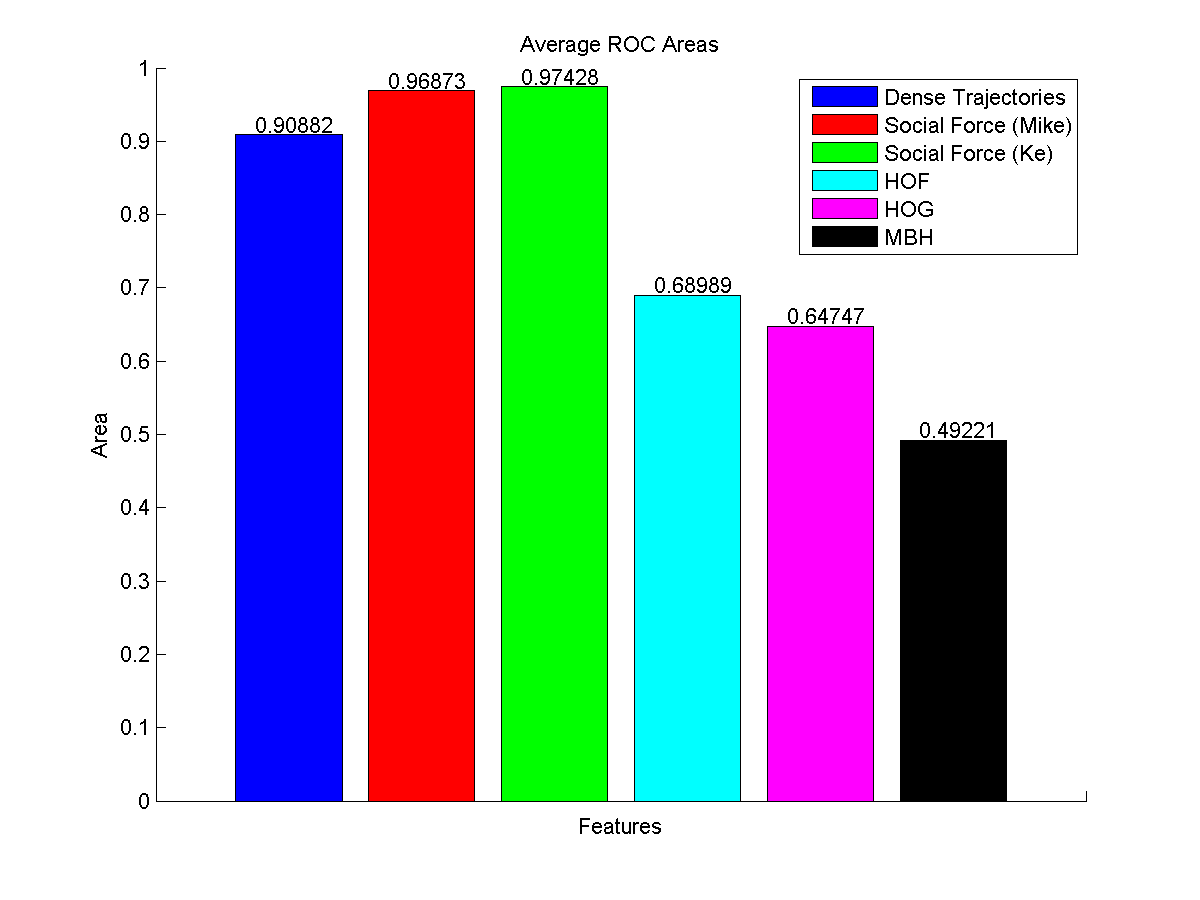 Average ROC Areas
1
0.9
0.8
0.7
0.6
0.5
0.4
0.3
0.2
0.1
0
Area
0.90882
0.96873
0.97428
0.68989
0.64747
0.49221
Dense Trajectories
Social Force (Mike)
Social Force (Ke)
HOF
HOG
MBH
Features